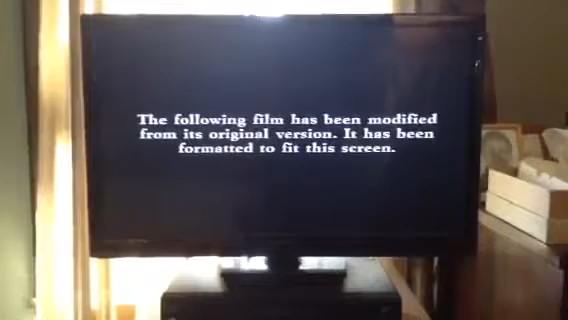 The following film has been modified
from its original version. It has been
formatted to fit this screen.